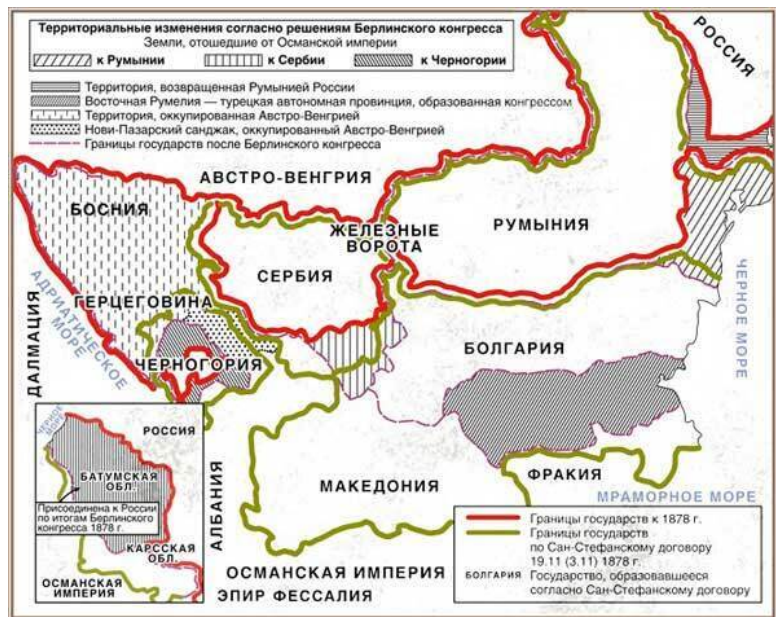 Территориальные изменения согласно решениям Берлинского конгресса
Земли, отошедшие от Османской империи
к Румынии
к Сербии
к Черногории
Территория, возвращенная Румынией России
Восточная Румелия — турецкая автономная провинция, образованная конгрессом
Территория, оккупированная Австро-Венгрией
Нови-Пазарский санджак, оккупированный Австро-Венгрией
Границы государств после Берлинского конгресса
РОССИЯ
АВСТРО-ВЕНГРИЯ
БОСНИЯ
РУМЫНИЯ
ЖЕЛЕЗНЫЕ
ВОРОТА
СЕРБИЯ
ГЕРЦЕГОВИНА
АДРИАТИЧЕСКОЕ
МОРЕ
ДАЛМАЦИЯ
ЧЕРНОЕ МОРЕ
БОЛГАРИЯ
ЧЕРНОГОРИЯ
ЧЕРНОЕ
МОРЕ
РОССИЯ
БАТУМСКАЯ
ОБЛ.
Присоединена к России
по итогам Берлинского
конгресса 1878 г.
КАРССКАЯ
ОБЛ.
ОСМАНСКАЯ
ИМПЕРИЯ
АЛБАНИЯ
МАКЕДОНИЯ
ФРАКИЯ
МРАМОРНОЕ МОРЕ
ОСМАНСКАЯ ИМПЕРИЯ
ЭПИР ФЕССАЛИЯ
Границы государств к 1878 г.
Границы государств
по Сан-Стефанскому договору
19.11 (3.11) 1878 г.
БОЛГАРИЯ Государство, образовавшееся
согласно Сан-Стефанскому договору